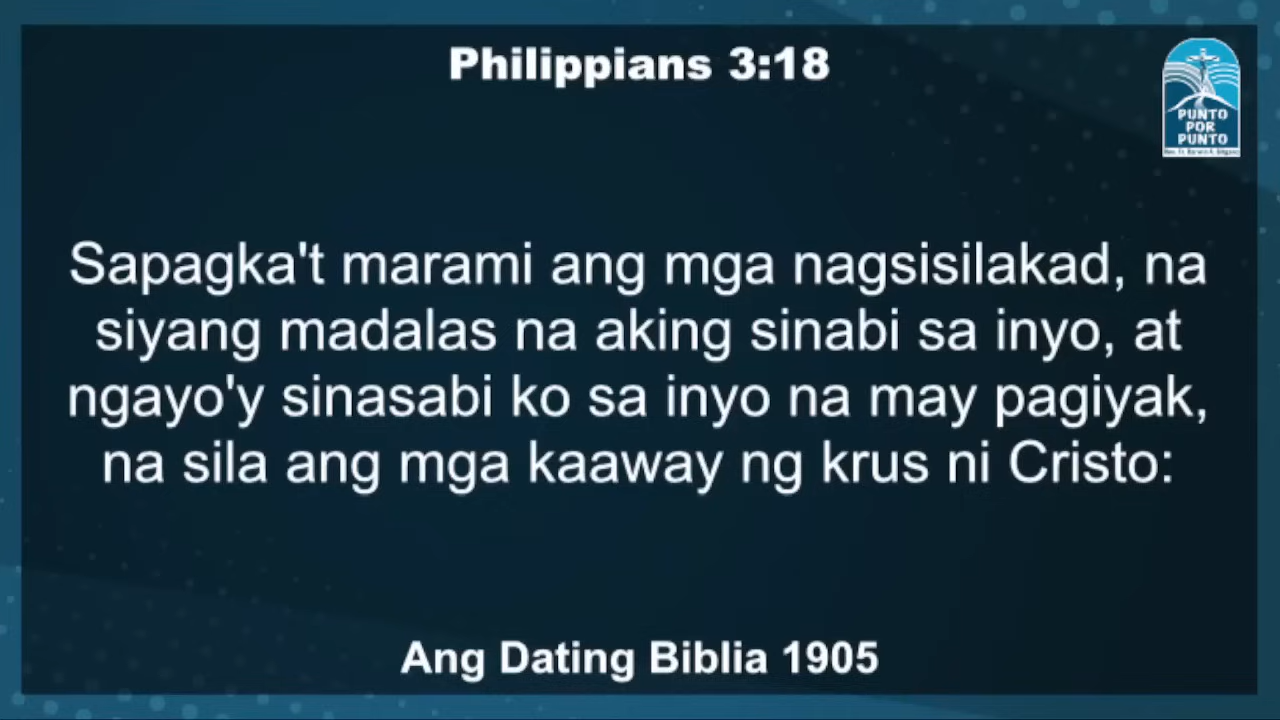 Philippians 3:18
PUNTO
POR
PUNTO
Sapagka't marami ang mga nagsisilakad, na
siyang madalas na aking sinabi sa inyo, at
ngayo'y sinasabi ko sa inyo na may pagiyak,
na sila ang mga kaaway ng krus ni Cristo:
Ang Dating Biblia 1905